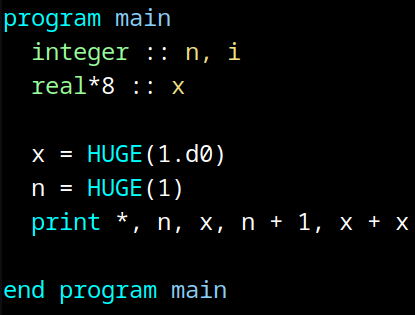 program main
integer :: n, i
real*8 :: x
x = HUGE(1.d0)
n = HUGE(1)
print *, n, x, n + 1, x + x
end program main